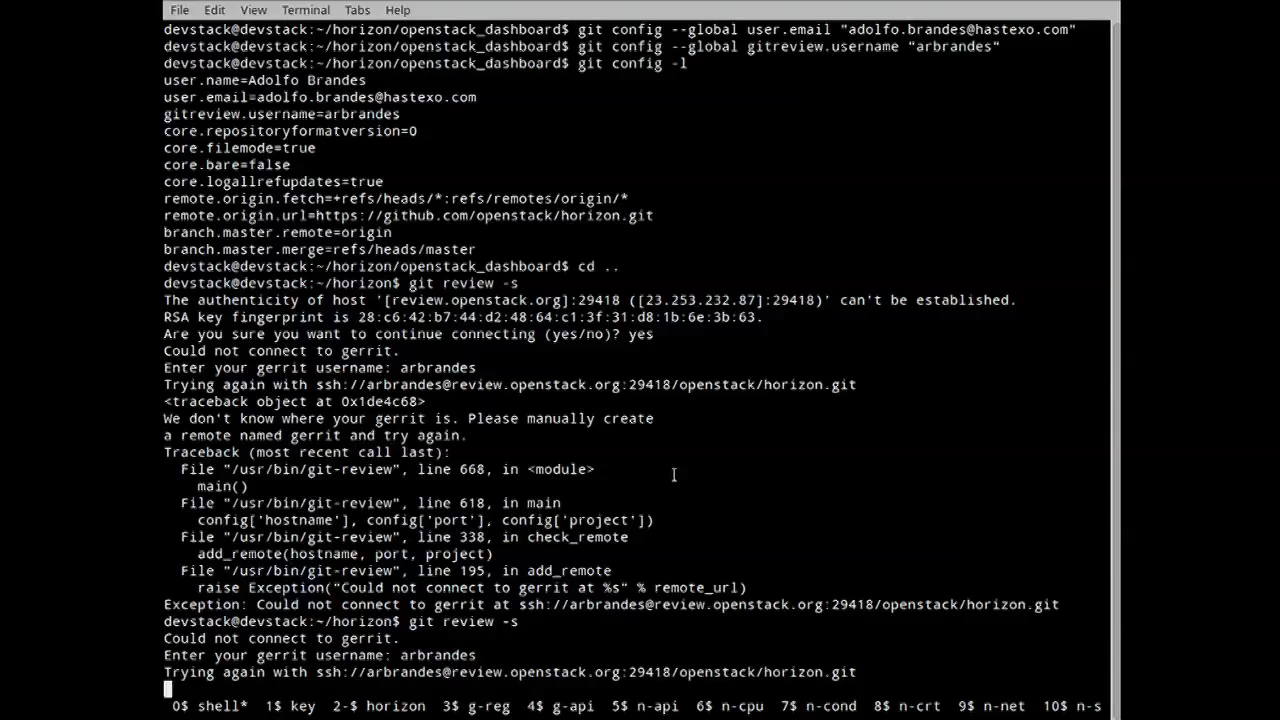 File Edit View Terminal Tabs Help
devstack@devstack:~/horizon/openstack_dashboard$ git config --global user.email "adolfo.brandes@hastexo.com"
devstack@devstack:~/horizon/openstack_dashboard$ git config --global gitreview.username "arbrandes"
devstack@devstack:~/horizon/openstack_dashboard$ git config -l
user.name=Adolfo Brandes
user.email=adolfo.brandes@hastexo.com
gitreview.username=arbrandes
core.repositoryformatversion=0
core.filemode=true
core.bare=false
core.logallrefupdates=true
remote.origin.fetch=+refs/heads/*:refs/remotes/origin/*
remote.origin.url=https://github.com/openstack/horizon.git
branch.master.remote=origin
branch.master.merge=refs/heads/master
devstack@devstack:~/horizon/openstack_dashboard$ cd ..
devstack@devstack:~/horizon$ git review -s
The authenticity of host '[review.openstack.org]:29418 ([23.253.232.87]:29418)' can't be established.
RSA key fingerprint is 28:c6:42:b7:44:d2:48:64:c1:3f:31:d8:1b:6e:3b:63.
Are you sure you want to continue connecting (yes/no)? yes
Could not connect to gerrit.
Enter your gerrit username: arbrandes
Trying again with ssh://arbrandes@review.openstack.org:29418/openstack/horizon.git
<traceback object at 0x1de4c68>
We don't know where your gerrit is. Please manually create
a remote named gerrit and try again.
Traceback (most recent call last):
  File "/usr/bin/git-review", line 668, in <module>
    main()
  File "/usr/bin/git-review", line 618, in main
    config['hostname'], config['port'], config['project'])
  File "/usr/bin/git-review", line 338, in check_remote
    add_remote(hostname, port, project)
  File "/usr/bin/git-review", line 195, in add_remote
    raise Exception("Could not connect to gerrit at %s" % remote_url)
Exception: Could not connect to gerrit at ssh://arbrandes@review.openstack.org:29418/openstack/horizon.git
devstack@devstack:~/horizon$ git review -s
Could not connect to gerrit.
Enter your gerrit username: arbrandes
Trying again with ssh://arbrandes@review.openstack.org:29418/openstack/horizon.git
0$ shell* 1$ key 2-$ horizon 3$ g-reg 4$ g-api 5$ n-api 6$ n-cpu 7$ n-cond 8$ n-crt 9$ n-net 10$ n-s